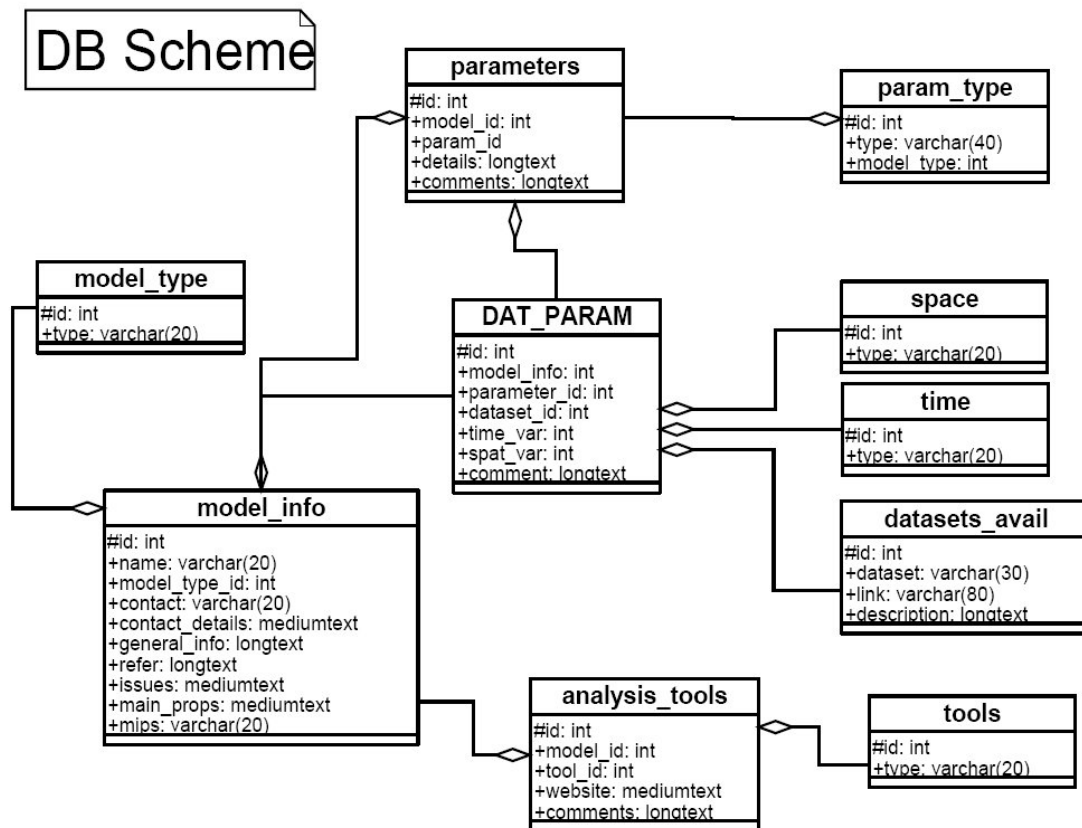 DB Scheme
parameters
#id: int
+model_id: int
+param_id
+details: longtext
+comments: longtext
param_type
#id: int
+type: varchar(40)
+model_type: int
model_type
#id: int
+type: varchar(20)
DAT_PARAM
#id: int
+model_info: int
+parameter_id: int
+dataset_id: int
+time_var: int
+spat_var: int
+comment: longtext
space
#id: int
+type: varchar(20)
time
#id: int
+type: varchar(20)
datasets_avail
#id: int
+dataset: varchar(30)
+link: varchar(80)
+description: longtext
model_info
#id: int
+name: varchar(20)
+model_type_id: int
+contact: varchar(20)
+contact_details: mediumtext
+general_info: longtext
+refer: longtext
+issues: mediumtext
+main_props: mediumtext
+mips: varchar(20)
analysis_tools
#id: int
+model_id: int
+tool_id: int
+website: mediumtext
+comments: longtext
tools
#id: int
+type: varchar(20)